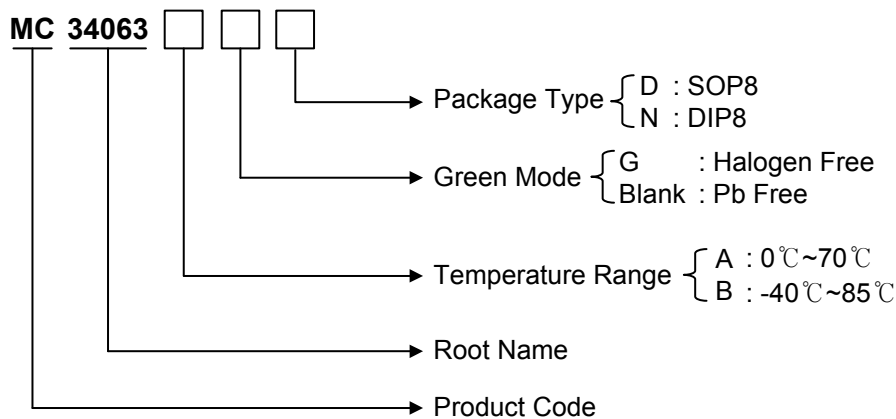 MC 34063
Package Type D : SOP8
N : DIP8
Green Mode G : Halogen Free
Blank : Pb Free
Temperature Range A : 0℃~70℃
B : -40℃~85℃
Root Name
Product Code